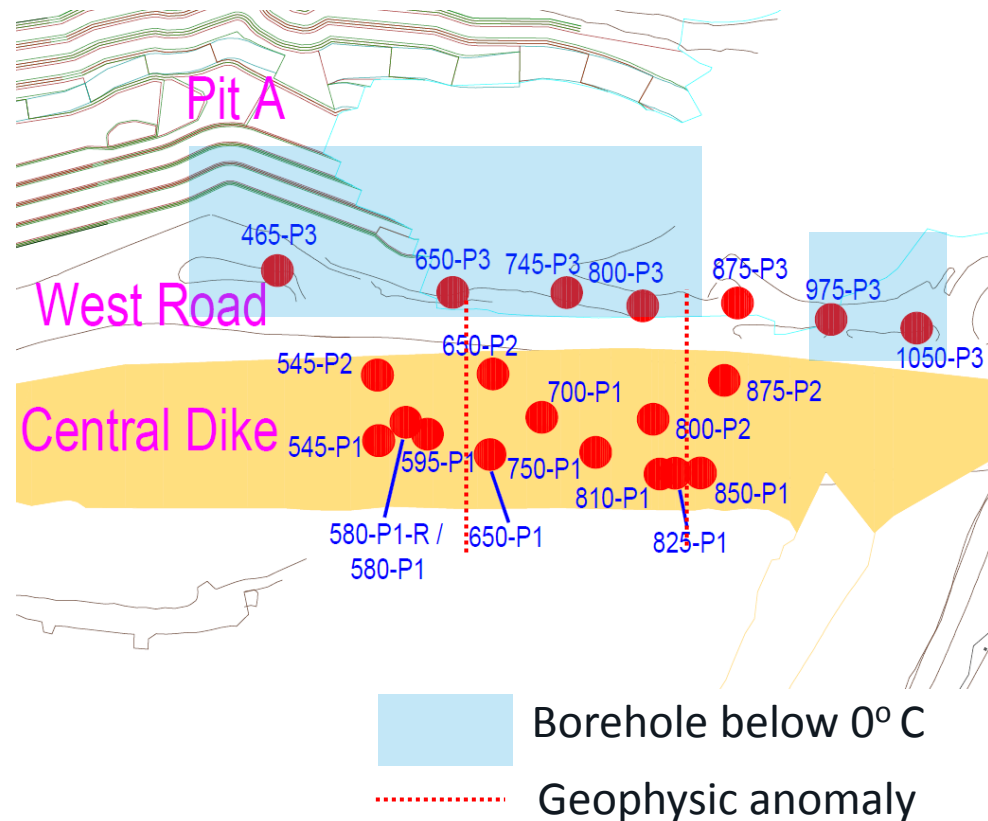 Pit A
465-P3
650-P3
745-P3
800-P3
875-P3
975-P3
West Road
1050-P3
545-P2
650-P2
700-P1
875-P2
Central Dike
545-P1
595-P1
750-P1
800-P2
810-P1
850-P1
580-P1-R /
580-P1
650-P1
825-P1
Borehole below 0º C
Geophysic anomaly